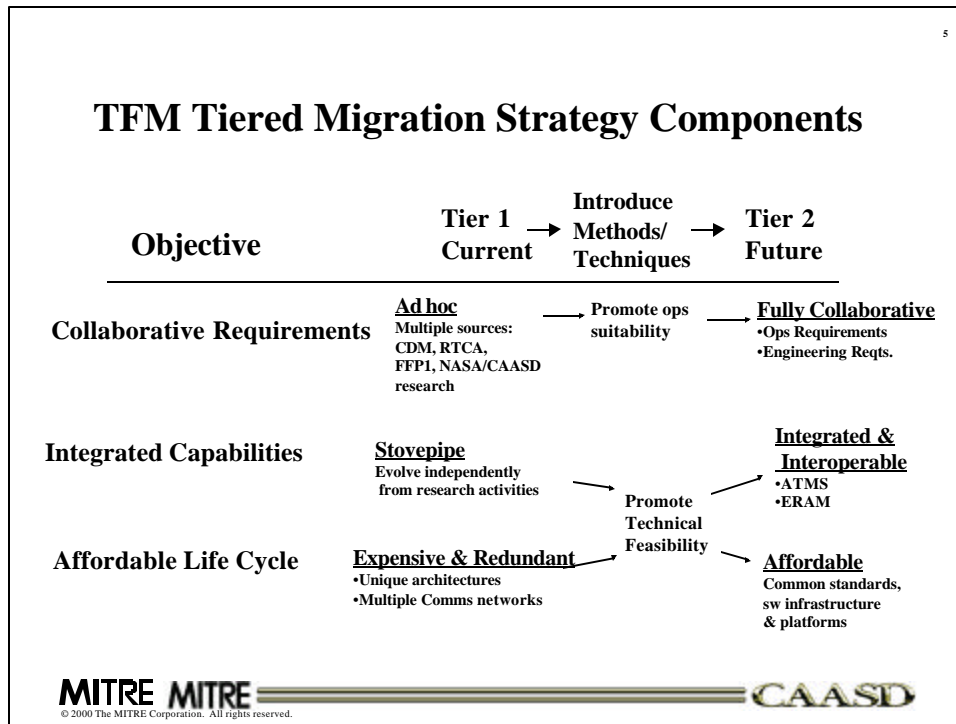 5
TFM Tiered Migration Strategy Components
Objective
Tier 1
Current
Introduce
Methods/
Techniques
Tier 2
Future
Collaborative Requirements
Ad hoc
Multiple sources:
CDM, RTCA,
FFP1, NASA/CAASD
research
Promote ops
suitability
Fully Collaborative
•Ops Requirements
•Engineering Reqts.
Integrated Capabilities
Stovepipe
Evolve independently
from research activities
Promote
Technical
Feasibility
Integrated &
Interoperable
•ATMS
•ERAM
Affordable Life Cycle
Expensive & Redundant
•Unique architectures
•Multiple Comms networks
Affordable
Common standards,
sw infrastructure
& platforms
MITRE MITRE CAASD
© 2000 The MITRE Corporation. All rights reserved.